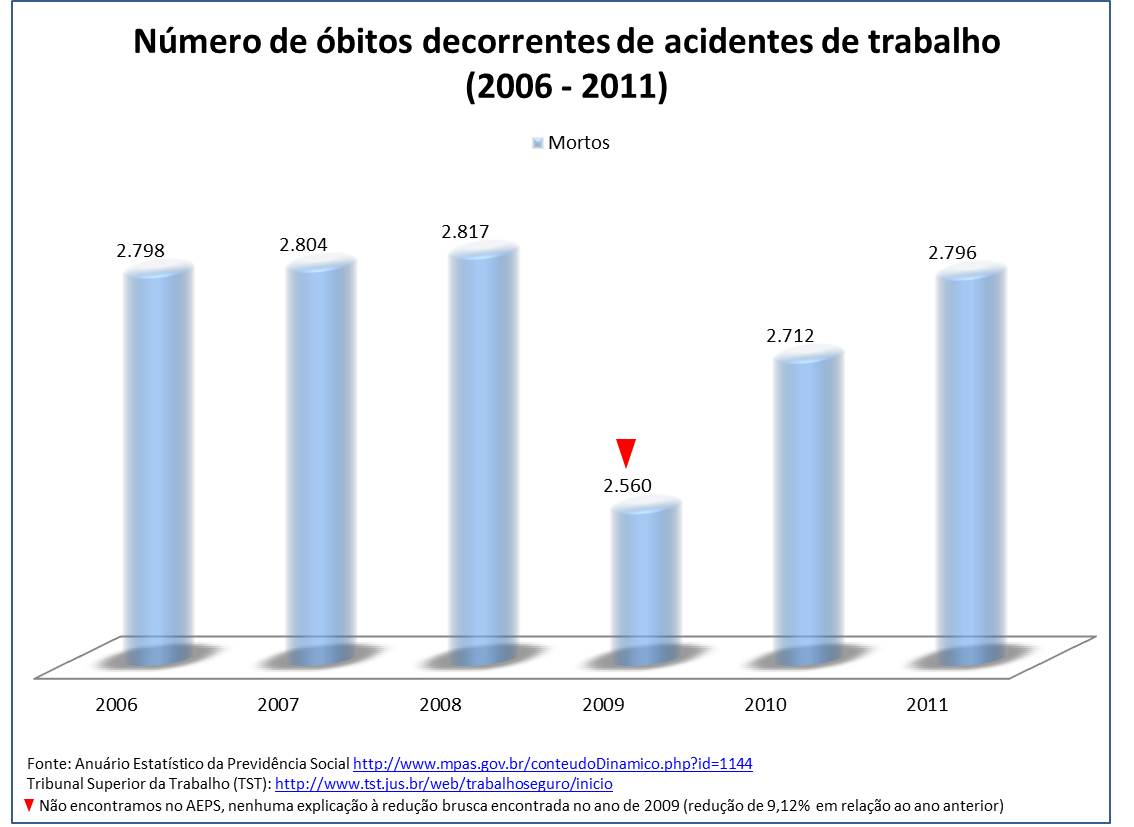 Número de óbitos decorrentes de acidentes de trabalho
(2006 - 2011)
Mortos
2.798
2.804
2.817
2.560
2.712
2.796
2006
2007
2008
2009
2010
2011
Fonte: Anuário Estatístico da Previdência Social http://www.mpas.gov.br/conteudoDinamico.php?id=1144
Tribunal Superior da Trabalho (TST): http://www.tst.jus.br/web/trabalhoseguro/inicio
Não encontramos no AEPS, nenhuma explicação à redução brusca encontrada no ano de 2009 (redução de 9,12% em relação ao ano anterior)